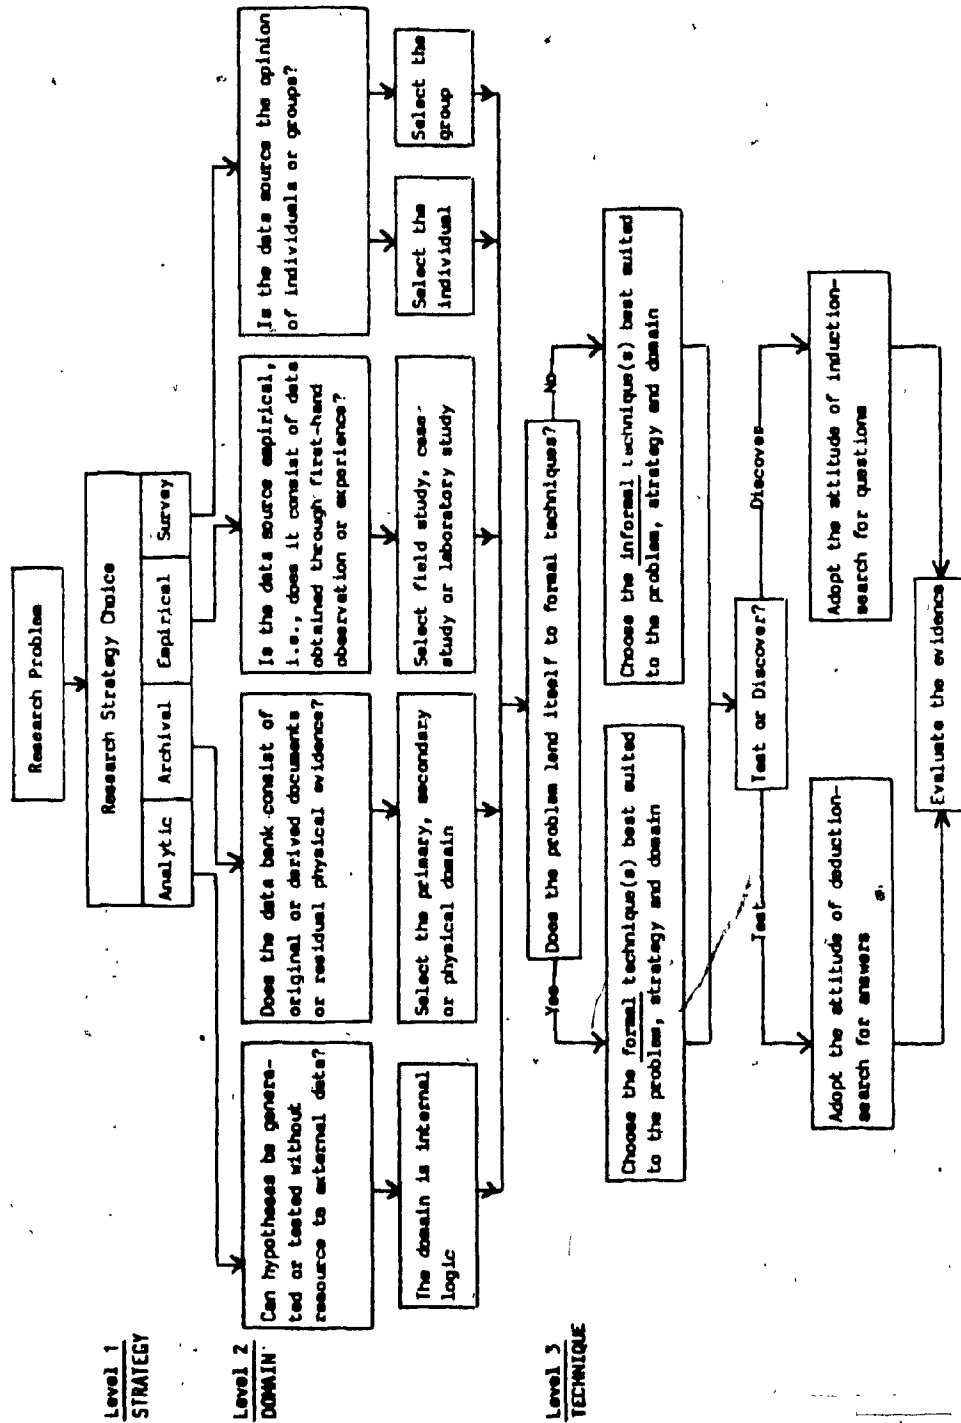 Research Problem
Level 1
STRATEGY
Research Strategy Choice
Analytic
Archival
Empirical
Survey
Level 2
DOMAIN
Can hypotheses be genera-
ted or tested without
resource to external data?
Does the data bank consist of
original or derived documents
or residual physical evidence?
Is the data source empirical,
i.e., does it consist of data
obtained through first-hand
observation or experience?
Is the data source the opinion
of individuals or groups?
The domain is internal
logic
Select the primary, secondary
or physical domain
Select field study, case-
study or laboratory study
Select the
individual
Select the
group
Level 3
TECHNIQUE
Yes
Does the problem lend itself to formal techniques?
No
Choose the formal technique(s) best suited
to the problem, strategy and domain
Choose the informal technique(s) best suited
to the problem, strategy and domain
Test
Test or Discover?
Discover
Adopt the attitude of deduction-
search for answers
Adopt the attitude of induction-
search for questions
Evaluate the evidence